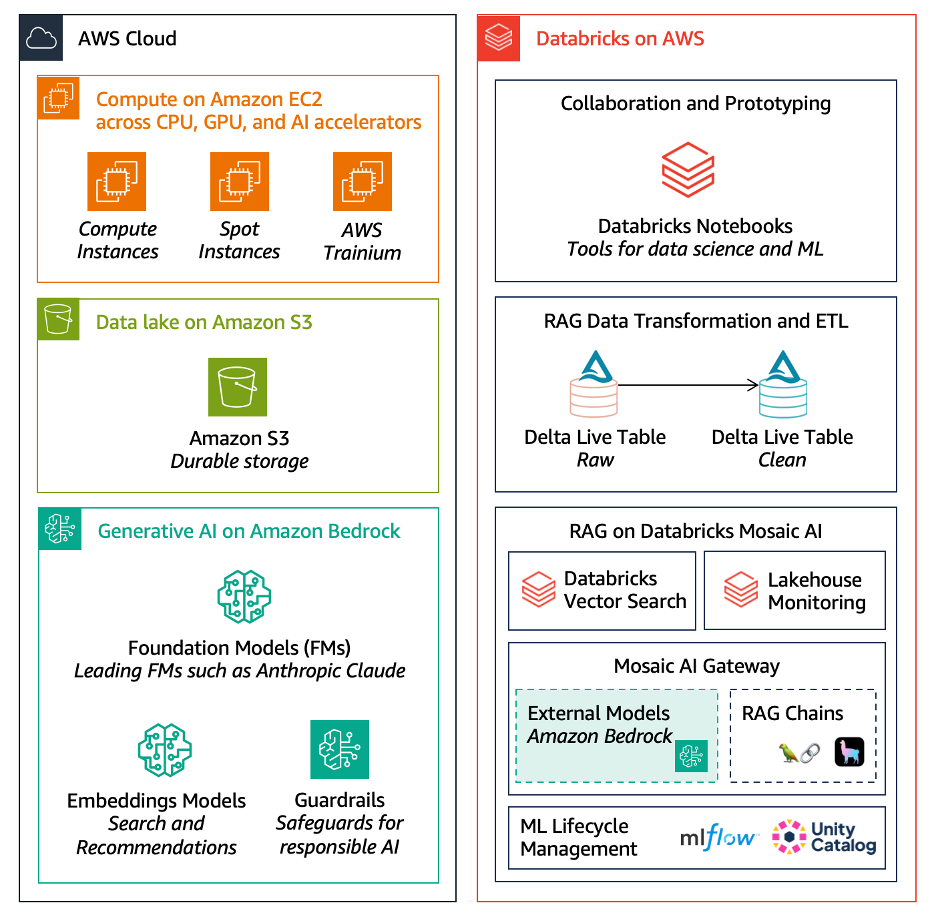 AWS Cloud
Compute on Amazon EC2
across CPU, GPU, and AI accelerators
Compute
Instances
Spot
Instances
AWS
Trainium
Data lake on Amazon S3
Amazon S3
Durable storage
Generative AI on Amazon Bedrock
Foundation Models (FMs)
Leading FMs such as Anthropic Claude
Embeddings Models
Search and
Recommendations
Guardrails
Safeguards for
responsible AI
Databricks on AWS
Collaboration and Prototyping
Databricks Notebooks
Tools for data science and ML
RAG Data Transformation and ETL
Delta Live Table
Raw
Delta Live Table
Clean
RAG on Databricks Mosaic AI
Databricks
Vector Search
Lakehouse
Monitoring
Mosaic AI Gateway
External Models
Amazon Bedrock
RAG Chains
ML Lifecycle
Management
mlflow
Unity
Catalog